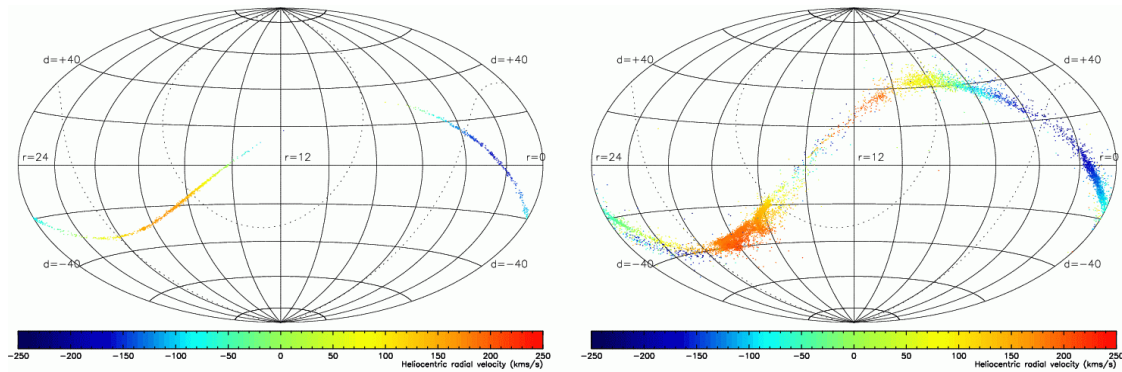 d=+40 d=+40
r=24 r=12 r=0
d=−40 d=−40
−250 −200 −150 −100 −50 0 50 100 150 200 250
Heliocentric radial velocity (kms/s)
d=+40 d=+40
r=24 r=12 r=0
d=−40 d=−40
−250 −200 −150 −100 −50 0 50 100 150 200 250
Heliocentric radial velocity (kms/s)